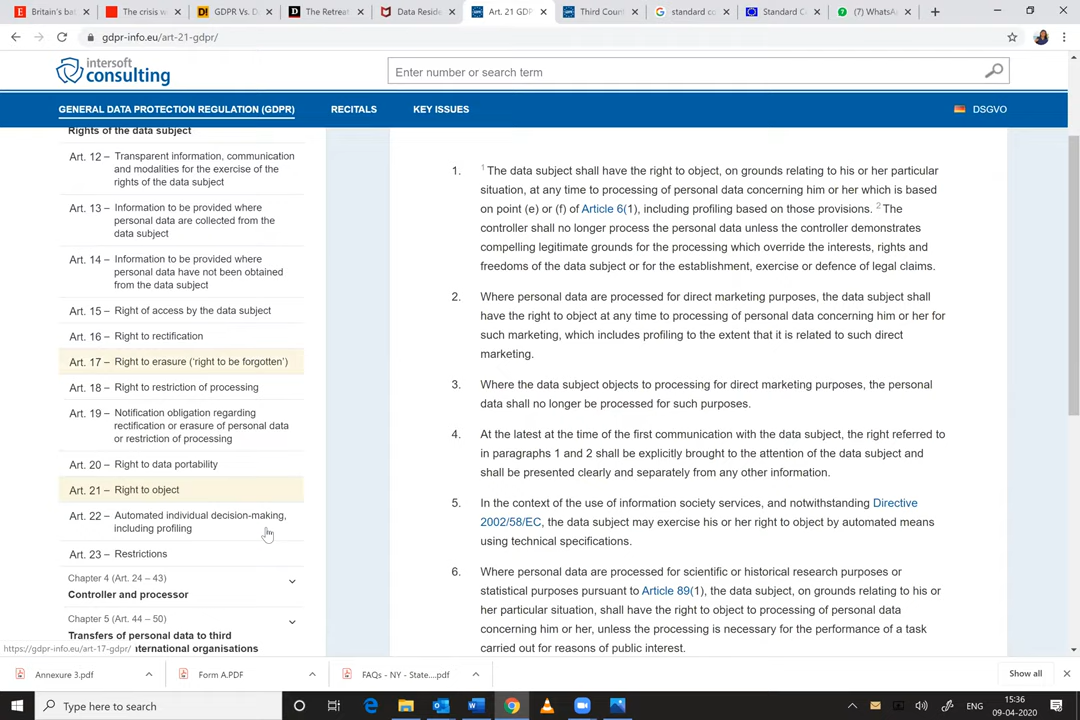 Britain's bat
The crisis w
GDPR Vs. D
The Retreat
Data Reside
Art. 21 GDP
Third Count
standard co
Standard C
(7) WhatsA
gdpr-info.eu/art-21-gdpr/
intersoft
consulting
Enter number or search term
GENERAL DATA PROTECTION REGULATION (GDPR)
RECITALS
KEY ISSUES
DSGVO
Rights of the data subject
Art. 12 – Transparent information, communication
and modalities for the exercise of the
rights of the data subject
Art. 13 – Information to be provided where
personal data are collected from the
data subject
Art. 14 – Information to be provided where
personal data have not been obtained
from the data subject
Art. 15 – Right of access by the data subject
Art. 16 – Right to rectification
Art. 17 – Right to erasure ('right to be forgotten')
Art. 18 – Right to restriction of processing
Art. 19 – Notification obligation regarding
rectification or erasure of personal data
or restriction of processing
Art. 20 – Right to data portability
Art. 21 – Right to object
Art. 22 – Automated individual decision-making,
including profiling
Art. 23 – Restrictions
Chapter 4 (Art. 24 – 43)
Controller and processor
Chapter 5 (Art. 44 – 50)
Transfers of personal data to third
international organisations
https://gdpr-info.eu/art-17-gdpr/
1. 1 The data subject shall have the right to object, on grounds relating to his or her particular
situation, at any time to processing of personal data concerning him or her which is based
on point (e) or (f) of Article 6(1), including profiling based on those provisions. 2 The
controller shall no longer process the personal data unless the controller demonstrates
compelling legitimate grounds for the processing which override the interests, rights and
freedoms of the data subject or for the establishment, exercise or defence of legal claims.
2. Where personal data are processed for direct marketing purposes, the data subject shall
have the right to object at any time to processing of personal data concerning him or her for
such marketing, which includes profiling to the extent that it is related to such direct
marketing.
3. Where the data subject objects to processing for direct marketing purposes, the personal
data shall no longer be processed for such purposes.
4. At the latest at the time of the first communication with the data subject, the right referred to
in paragraphs 1 and 2 shall be explicitly brought to the attention of the data subject and
shall be presented clearly and separately from any other information.
5. In the context of the use of information society services, and notwithstanding Directive
2002/58/EC, the data subject may exercise his or her right to object by automated means
using technical specifications.
6. Where personal data are processed for scientific or historical research purposes or
statistical purposes pursuant to Article 89(1), the data subject, on grounds relating to his or
her particular situation, shall have the right to object to processing of personal data
concerning him or her, unless the processing is necessary for the performance of a task
carried out for reasons of public interest.
Annexure 3.pdf
Form A.PDF
FAQs - NY - State....pdf
Show all
Type here to search
ENG
15:36
09-04-2020